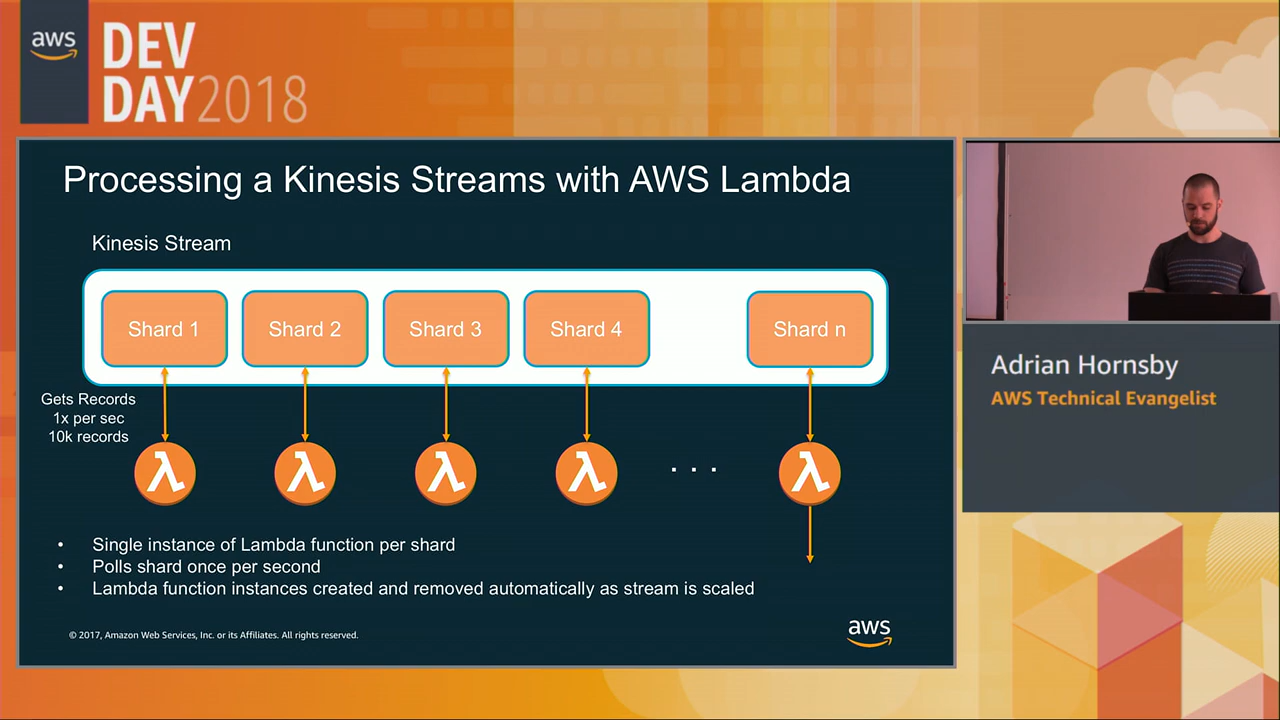 aws
DEV
DAY2018
Processing a Kinesis Streams with AWS Lambda
Kinesis Stream
Shard 1
Shard 2
Shard 3
Shard 4
Shard n
Gets Records
1x per sec
10k records
λ
λ
λ
λ
. . .
λ
• Single instance of Lambda function per shard
• Polls shard once per second
• Lambda function instances created and removed automatically as stream is scaled
© 2017, Amazon Web Services, Inc. or its Affiliates. All rights reserved.
aws
Adrian Hornsby
AWS Technical Evangelist